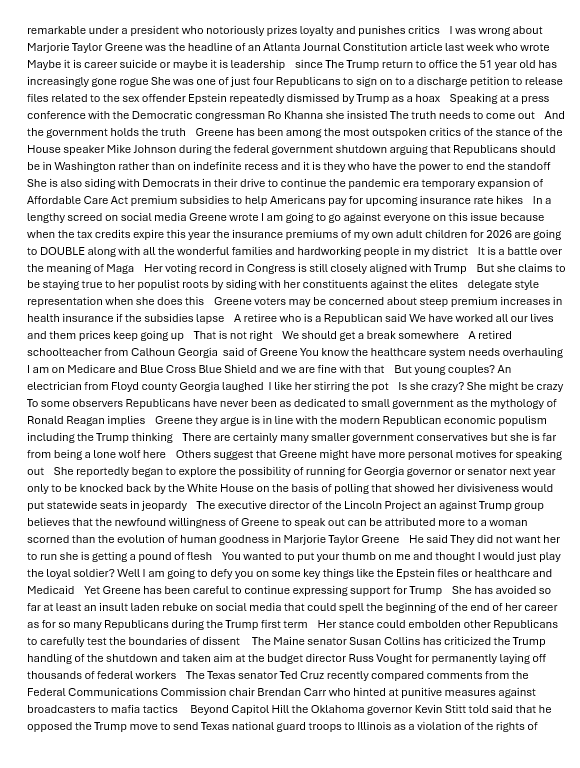 remarkable under a president who notoriously prizes loyalty and punishes critics    I was wrong about
Marjorie Taylor Greene was the headline of an Atlanta Journal Constitution article last week who wrote
Maybe it is career suicide or maybe it is leadership    since The Trump return to office the 51 year old has
increasingly gone rogue She was one of just four Republicans to sign on to a discharge petition to release
files related to the sex offender Epstein repeatedly dismissed by Trump as a hoax    Speaking at a press
conference with the Democratic congressman Ro Khanna she insisted The truth needs to come out    And
the government holds the truth    Greene has been among the most outspoken critics of the stance of the
House speaker Mike Johnson during the federal government shutdown arguing that Republicans should
be in Washington rather than on indefinite recess and it is they who have the power to end the standoff
She is also siding with Democrats in their drive to continue the pandemic era temporary expansion of
Affordable Care Act premium subsidies to help Americans pay for upcoming insurance rate hikes    In a
lengthy screed on social media Greene wrote I am going to go against everyone on this issue because
when the tax credits expire this year the insurance premiums of my own adult children for 2026 are going
to DOUBLE along with all the wonderful families and hardworking people in my district    It is a battle over
the meaning of Maga    Her voting record in Congress is still closely aligned with Trump    But she claims to
be staying true to her populist roots by siding with her constituents against the elites    delegate style
representation when she does this    Greene voters may be concerned about steep premium increases in
health insurance if the subsidies lapse    A retiree who is a Republican said We have worked all our lives
and them prices keep going up    That is not right    We should get a break somewhere    A retired
schoolteacher from Calhoun Georgia  said of Greene You know the healthcare system needs overhauling
I am on Medicare and Blue Cross Blue Shield and we are fine with that    But young couples? An
electrician from Floyd county Georgia laughed  I like her stirring the pot    Is she crazy? She might be crazy
To some observers Republicans have never been as dedicated to small government as the mythology of
Ronald Reagan implies    Greene they argue is in line with the modern Republican economic populism
including the Trump thinking    There are certainly many smaller government conservatives but she is far
from being a lone wolf here    Others suggest that Greene might have more personal motives for speaking
out    She reportedly began to explore the possibility of running for Georgia governor or senator next year
only to be knocked back by the White House on the basis of polling that showed her divisiveness would
put statewide seats in jeopardy    The executive director of the Lincoln Project an against Trump group
believes that the newfound willingness of Greene to speak out can be attributed more to a woman
scorned than the evolution of human goodness in Marjorie Taylor Greene    He said They did not want her
to run she is getting a pound of flesh    You wanted to put your thumb on me and thought I would just play
the loyal soldier? Well I am going to defy you on some key things like the Epstein files or healthcare and
Medicaid    Yet Greene has been careful to continue expressing support for Trump    She has avoided so
far at least an insult laden rebuke on social media that could spell the beginning of the end of her career
as for so many Republicans during the Trump first term    Her stance could embolden other Republicans
to carefully test the boundaries of dissent    The Maine senator Susan Collins has criticized the Trump
handling of the shutdown and taken aim at the budget director Russ Vought for permanently laying off
thousands of federal workers    The Texas senator Ted Cruz recently compared comments from the
Federal Communications Commission chair Brendan Carr who hinted at punitive measures against
broadcasters to mafia tactics    Beyond Capitol Hill the Oklahoma governor Kevin Stitt told said that he
opposed the Trump move to send Texas national guard troops to Illinois as a violation of the rights of